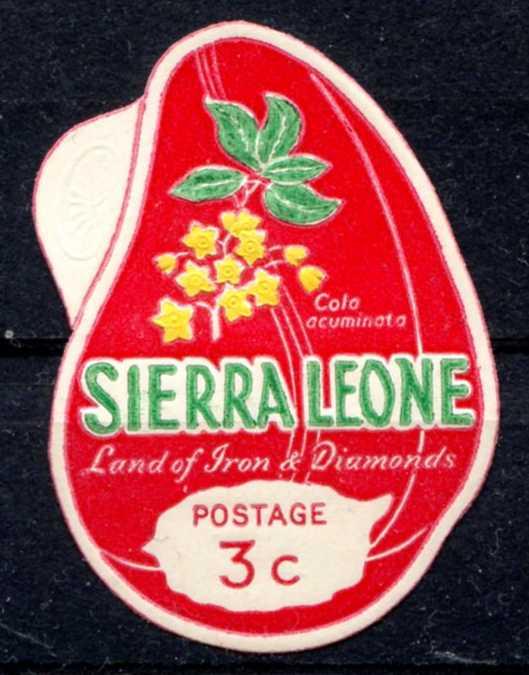 Cola
acuminata
SIERRA LEONE
Land of Iron & Diamonds
POSTAGE
3c